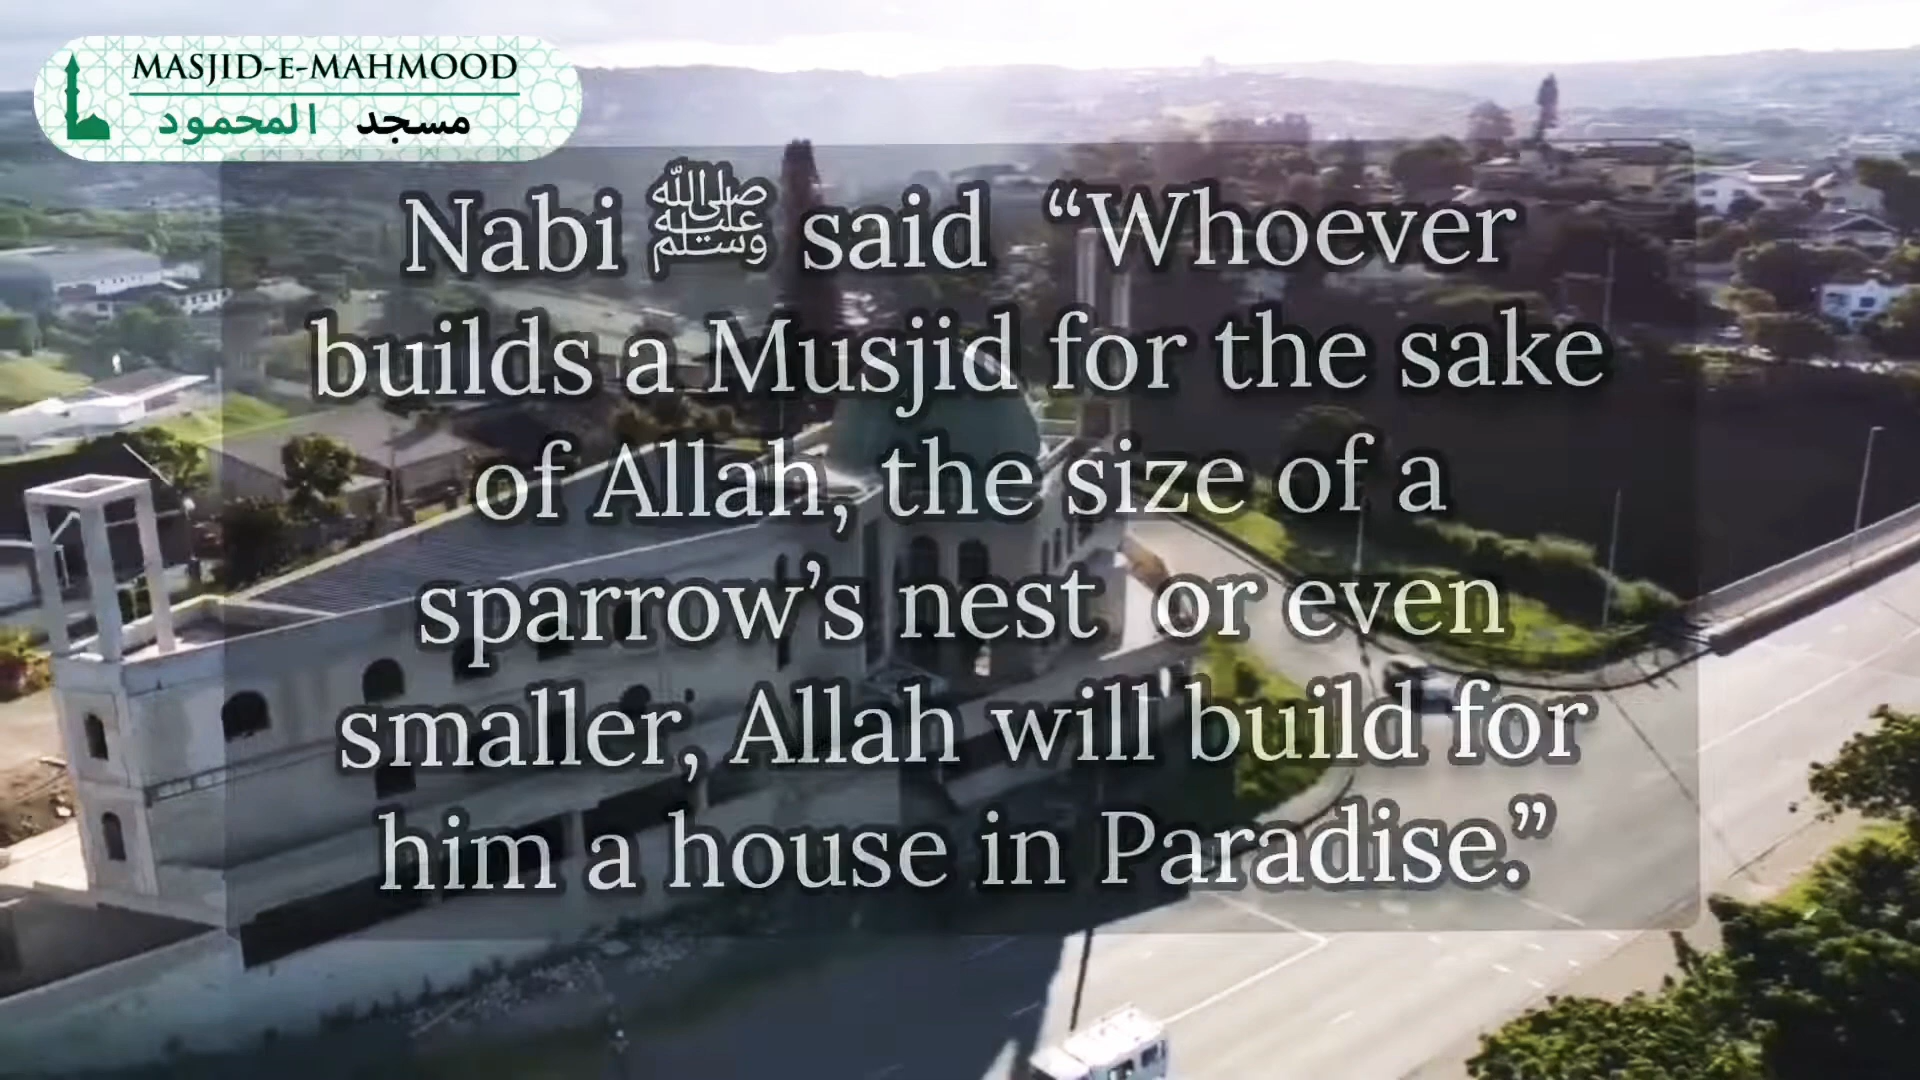 MASJID-E-MAHMOOD
مسجد المحمود
Nabi ﷺ said “Whoever
builds a Musjid for the sake
of Allah, the size of a
sparrow’s nest or even
smaller, Allah will build for
him a house in Paradise.”